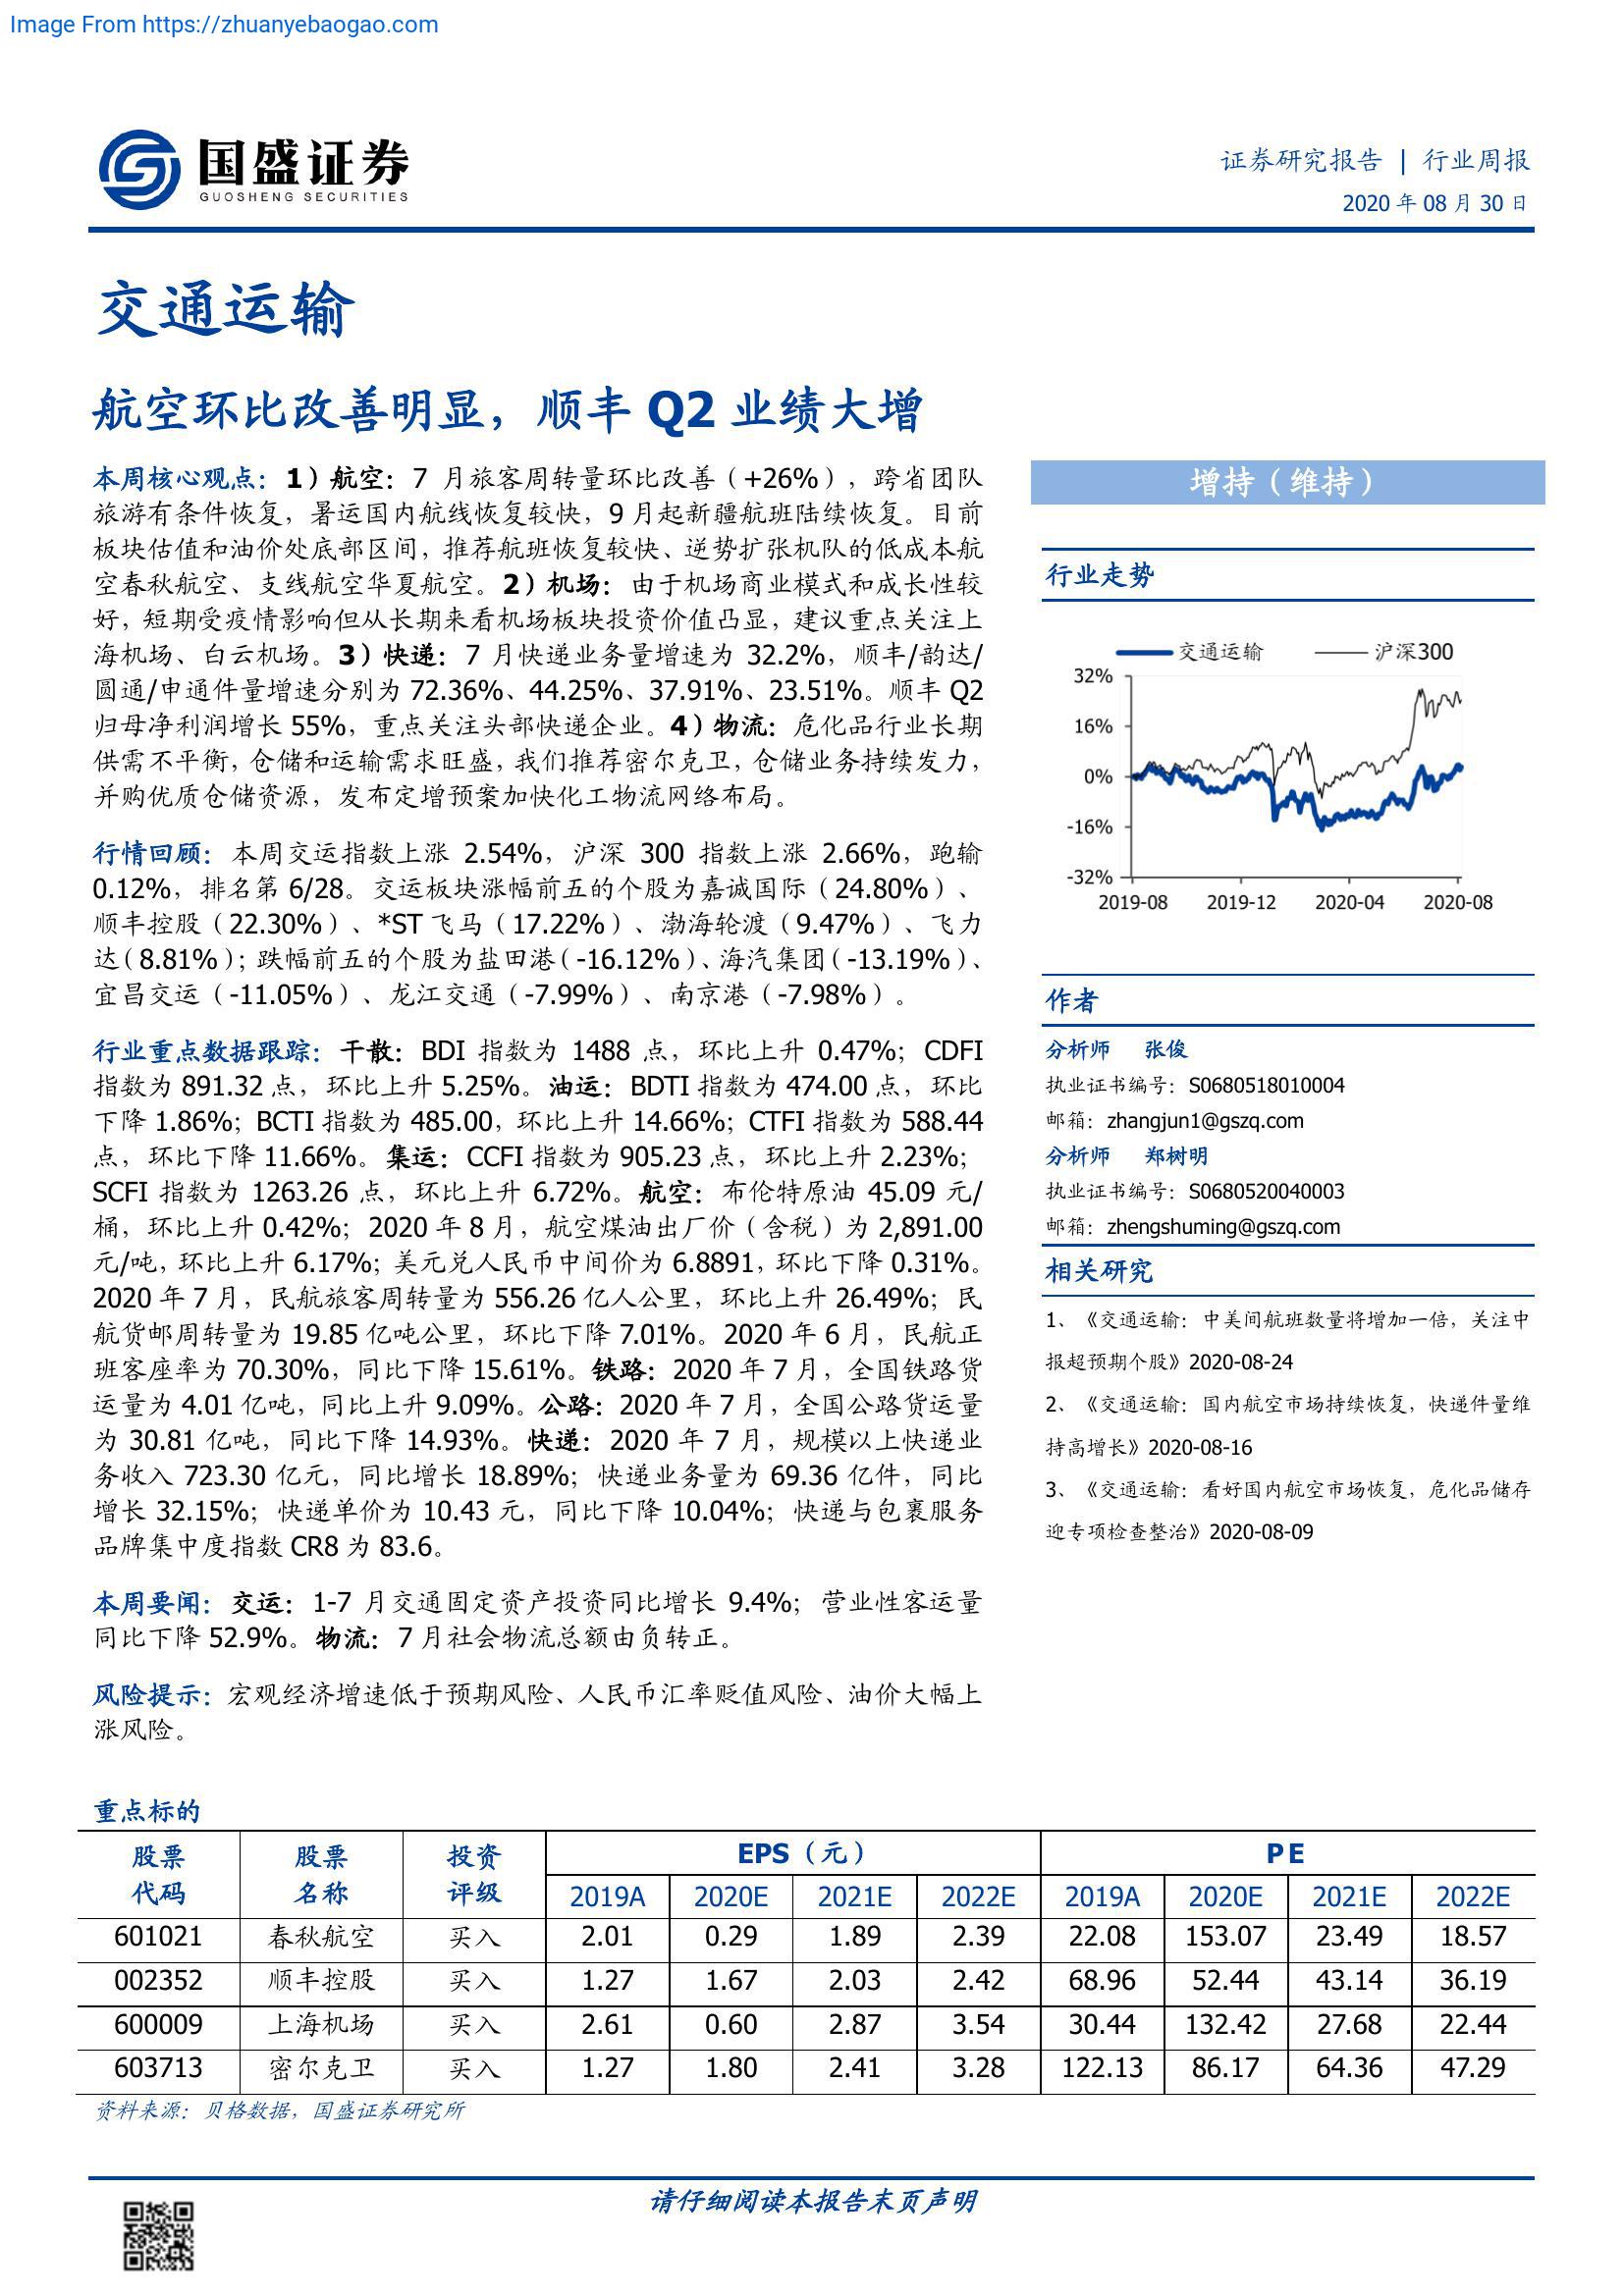 Image From https://zhuanyebaogao.com
国盛证券
GUOSHENG SECURITIES
证券研究报告 | 行业周报
2020 年 08 月 30 日
交通运输
航空环比改善明显，顺丰 Q2 业绩大增
本周核心观点：1）航空：7 月旅客周转量环比改善（+26%），跨省团队
旅游有条件恢复，暑运国内航线恢复较快，9 月起新疆航班陆续恢复。目前
板块估值和油价处底部区间，推荐航班恢复较快、逆势扩张机队的低成本航
空春秋航空、支线航空华夏航空。2）机场：由于机场商业模式和成长性较
好，短期受疫情影响但从长期来看机场板块投资价值凸显，建议重点关注上
海机场、白云机场。3）快递：7 月快递业务量增速为 32.2%，顺丰/韵达/
圆通/申通件量增速分别为 72.36%、44.25%、37.91%、23.51%。顺丰 Q2
归母净利润增长 55%，重点关注头部快递企业。4）物流：危化品行业长期
供需不平衡，仓储和运输需求旺盛，我们推荐密尔克卫，仓储业务持续发力，
并购优质仓储资源，发布定增预案加快化工物流网络布局。
行情回顾：本周交运指数上涨 2.54%，沪深 300 指数上涨 2.66%，跑输
0.12%，排名第 6/28。交运板块涨幅前五的个股为嘉诚国际（24.80%）、
顺丰控股（22.30%）、*ST 飞马（17.22%）、渤海轮渡（9.47%）、飞力
达（8.81%）；跌幅前五的个股为盐田港（-16.12%）、海汽集团（-13.19%）、
宜昌交运（-11.05%）、龙江交通（-7.99%）、南京港（-7.98%）。
行业重点数据跟踪：干散：BDI 指数为 1488 点，环比上升 0.47%；CDFI
指数为 891.32 点，环比上升 5.25%。油运：BDTI 指数为 474.00 点，环比
下降 1.86%；BCTI 指数为 485.00，环比上升 14.66%；CTFI 指数为 588.44
点，环比下降 11.66%。集运：CCFI 指数为 905.23 点，环比上升 2.23%；
SCFI 指数为 1263.26 点，环比上升 6.72%。航空：布伦特原油 45.09 元/
桶，环比上升 0.42%；2020 年 8 月，航空煤油出厂价（含税）为 2,891.00
元/吨，环比上升 6.17%；美元兑人民币中间价为 6.8891，环比下降 0.31%。
2020 年 7 月，民航旅客周转量为 556.26 亿人公里，环比上升 26.49%；民
航货邮周转量为 19.85 亿吨公里，环比下降 7.01%。2020 年 6 月，民航正
班客座率为 70.30%，同比下降 15.61%。铁路：2020 年 7 月，全国铁路货
运量为 4.01 亿吨，同比上升 9.09%。公路：2020 年 7 月，全国公路货运量
为 30.81 亿吨，同比下降 14.93%。快递：2020 年 7 月，规模以上快递业
务收入 723.30 亿元，同比增长 18.89%；快递业务量为 69.36 亿件，同比
增长 32.15%；快递单价为 10.43 元，同比下降 10.04%；快递与包裹服务
品牌集中度指数 CR8 为 83.6。
本周要闻：交运：1-7 月交通固定资产投资同比增长 9.4%；营业性客运量
同比下降 52.9%。物流：7 月社会物流总额由负转正。
风险提示：宏观经济增速低于预期风险、人民币汇率贬值风险、油价大幅上
涨风险。
增持（维持）
行业走势
交通运输 沪深300
32%
16%
0%
-16%
-32%
2019-08 2019-12 2020-04 2020-08
作者
分析师 张俊
执业证书编号：S0680518010004
邮箱：zhangjun1@gszq.com
分析师 郑树明
执业证书编号：S0680520040003
邮箱：zhengshuming@gszq.com
相关研究
1、《交通运输：中美间航班数量将增加一倍，关注中
报超预期个股》2020-08-24
2、《交通运输：国内航空市场持续恢复，快递件量维
持高增长》2020-08-16
3、《交通运输：看好国内航空市场恢复，危化品储存
迎专项检查整治》2020-08-09
重点标的
股票代码 股票名称 投资评级 EPS（元） PE
2019A 2020E 2021E 2022E 2019A 2020E 2021E 2022E
601021 春秋航空 买入 2.01 0.29 1.89 2.39 22.08 153.07 23.49 18.57
002352 顺丰控股 买入 1.27 1.67 2.03 2.42 68.96 52.44 43.14 36.19
600009 上海机场 买入 2.61 0.60 2.87 3.54 30.44 132.42 27.68 22.44
603713 密尔克卫 买入 1.27 1.80 2.41 3.28 122.13 86.17 64.36 47.29
资料来源：贝格数据，国盛证券研究所
请仔细阅读本报告末页声明